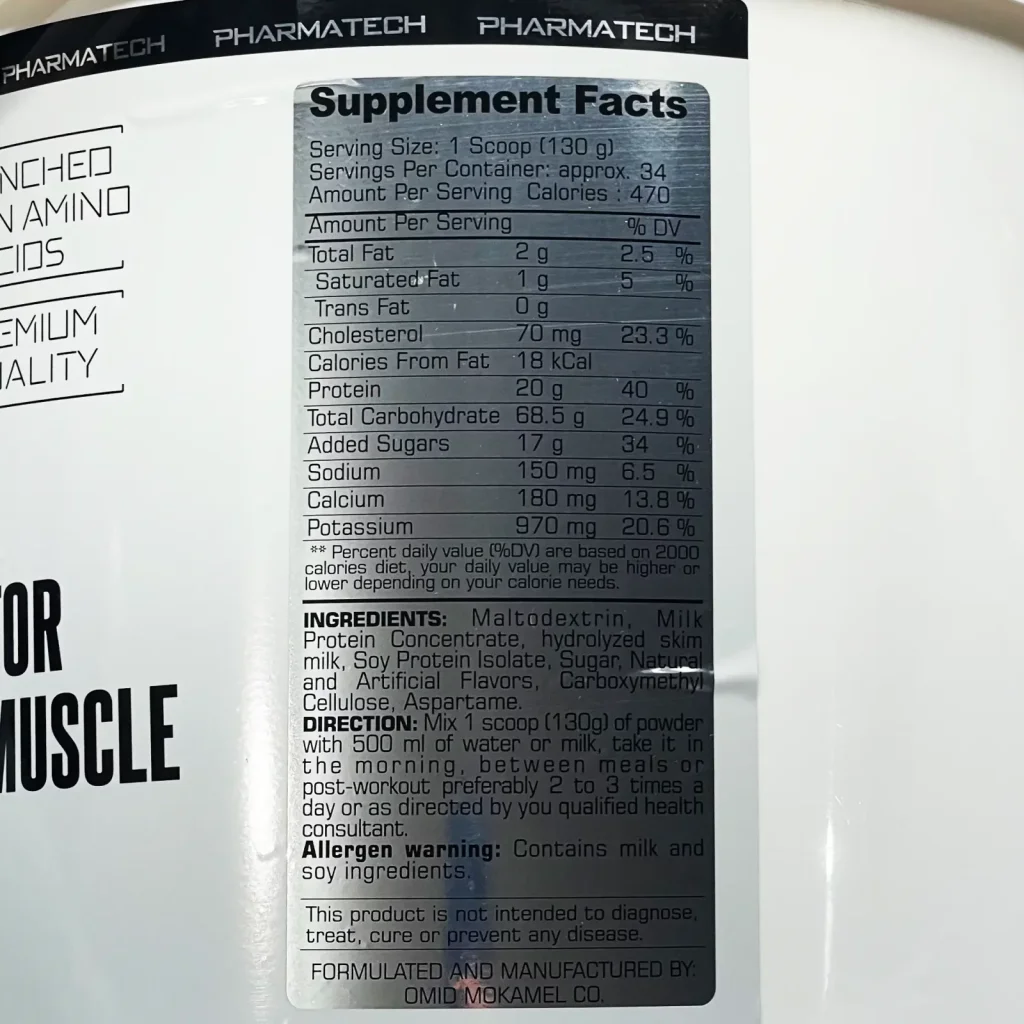 PHARMATECH PHARMATECH PHARMATECH
NCHED
N AMINO
CIDS
EMIUM
ALITY
OR
MUSCLE
Supplement Facts
Serving Size: 1 Scoop (130 g)
Servings Per Container: approx. 34
Amount Per Serving Calories : 470
Amount Per Serving % DV
Total Fat 2 g 2.5 %
Saturated Fat 1 g 5 %
Trans Fat 0 g
Cholesterol 70 mg 23.3 %
Calories From Fat 18 kCal
Protein 20 g 40 %
Total Carbohydrate 68.5 g 24.9 %
Added Sugars 17 g 34 %
Sodium 150 mg 6.5 %
Calcium 180 mg 13.8 %
Potassium 970 mg 20.6 %
** Percent daily value (%DV) are based on 2000
calories diet, your daily value may be higher or
lower depending on your calorie needs.
INGREDIENTS: Maltodextrin, Milk
Protein Concentrate, hydrolyzed skim
milk, Soy Protein Isolate, Sugar, Natural
and Artificial Flavors, Carboxymethyl
Cellulose, Aspartame.
DIRECTION: Mix 1 scoop (130g) of powder
with 500 ml of water or milk, take it in
the morning, between meals or
post-workout preferably 2 to 3 times a
day or as directed by you qualified health
consultant.
Allergen warning: Contains milk and
soy ingredients.
This product is not intended to diagnose,
treat, cure or prevent any disease.
FORMULATED AND MANUFACTURED BY:
OMID MOKAMEL CO.